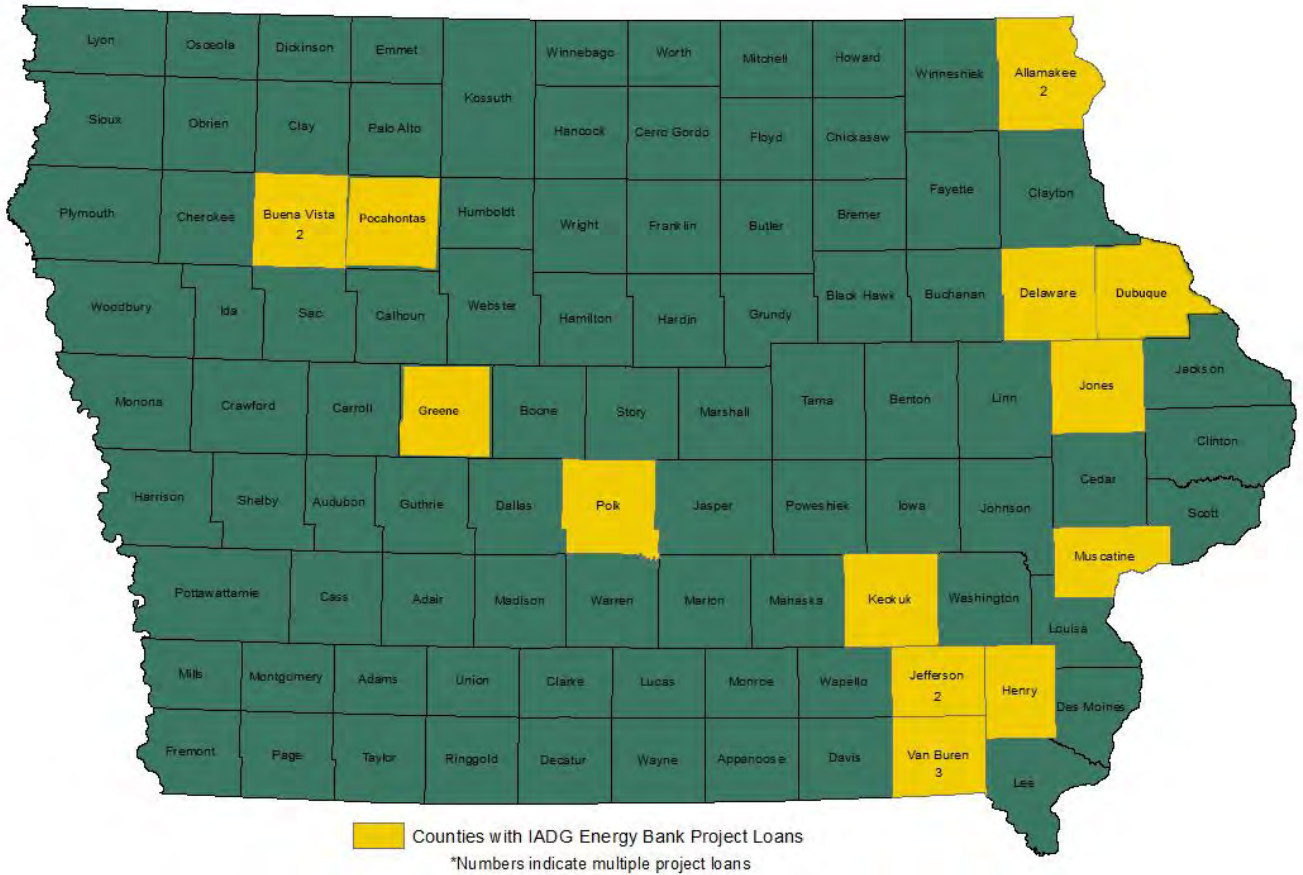 Lyon
Osceola
Dickinson
Emmet
Kossuth
Winnebago
Worth
Mitchell
Howard
Winneshiek
Allamakee
2
Sioux
Obrien
Clay
Palo Alto
Hancock
Cerro Gordo
Floyd
Chickasaw
Fayette
Clayton
Plymouth
Cherokee
Buena Vista
2
Pocahontas
Humboldt
Wright
Franklin
Butler
Bremer
Woodbury
Ida
Sac
Calhoun
Webster
Hamilton
Hardin
Grundy
Black Hawk
Buchanan
Delaware
Dubuque
Monona
Crawford
Carroll
Greene
Boone
Story
Marshall
Tama
Benton
Linn
Jones
Jackson
Clinton
Harrison
Shelby
Audubon
Guthrie
Dallas
Polk
Jasper
Poweshiek
Iowa
Johnson
Cedar
Scott
Muscatine
Pottawattamie
Cass
Adair
Madison
Warren
Marion
Mahaska
Keokuk
Washington
Louisa
Mills
Montgomery
Adams
Union
Clarke
Lucas
Monroe
Wapello
Jefferson
2
Henry
Des Moines
Fremont
Page
Taylor
Ringgold
Decatur
Wayne
Appanoose
Davis
Van Buren
3
Lee
Counties with IADG Energy Bank Project Loans
*Numbers indicate multiple project loans